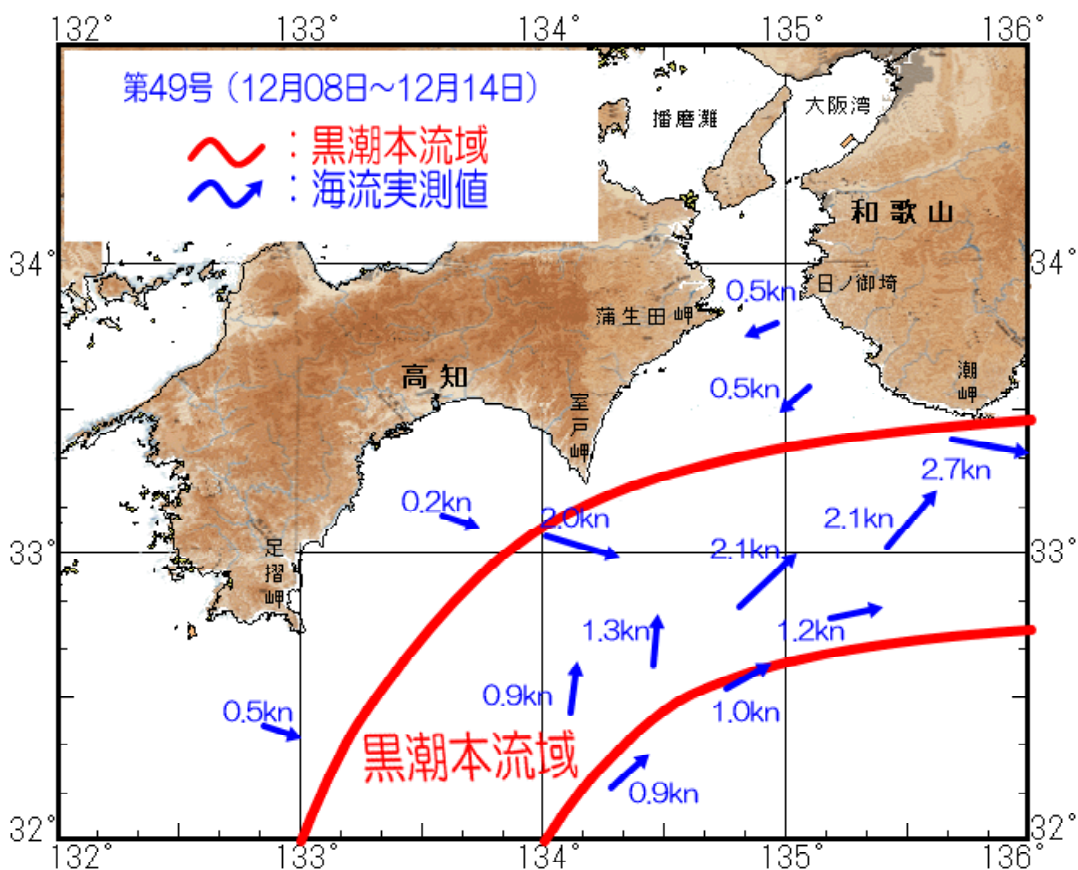 132° 133° 134° 135° 136°
第49号（12月08日～12月14日）
：黒潮本流域
：海流実測値
播磨灘
大阪湾
和歌山
34° 34°
日ノ御埼
0.5kn
蒲生田岬
高知
潮岬
0.5kn
室戸岬
2.7kn
0.2kn
2.0kn
2.1kn
2.1kn
33° 33°
足摺岬
1.3kn
1.2kn
0.9kn
0.5kn
1.0kn
黒潮本流域
0.9kn
32° 32°
132° 133° 134° 135° 136°